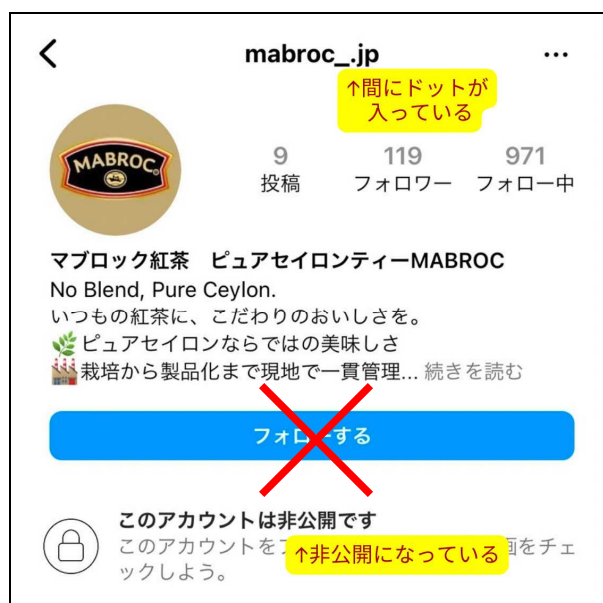 mabroc_.jp
↑間にドットが
入っている
MABROC
9 119 971
投稿 フォロワー フォロー中
マブロック紅茶 ピュアセイロンティーMABROC
No Blend, Pure Ceylon.
いつもの紅茶に、こだわりのおいしさを。
🌿ピュアセイロンならではの美味しさ
🏭栽培から製品化まで現地で一貫管理... 続きを読む
フォローする
このアカウントは非公開です
このアカウントをフ
↑非公開になっている
画をチェ
ックしよう。